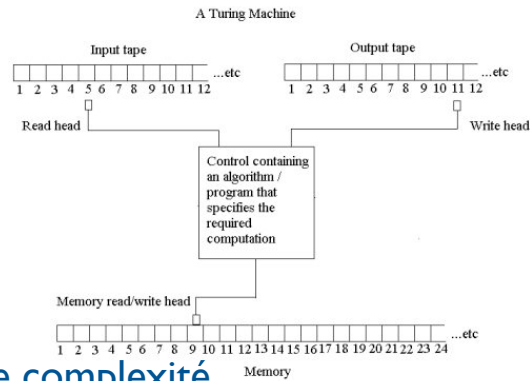 A Turing Machine
Input tape
Output tape
...etc
...etc
1 2 3 4 5 6 7 8 9 10 11 12
1 2 3 4 5 6 7 8 9 10 11 12
Read head
Write head
Control containing
an algorithm /
program that
specifies the
required
computation
Memory read/write head
...etc
1 2 3 4 5 6 7 8 9 10 11 12 13 14 15 16 17 18 19 20 21 22 23 24
Memory
complexité